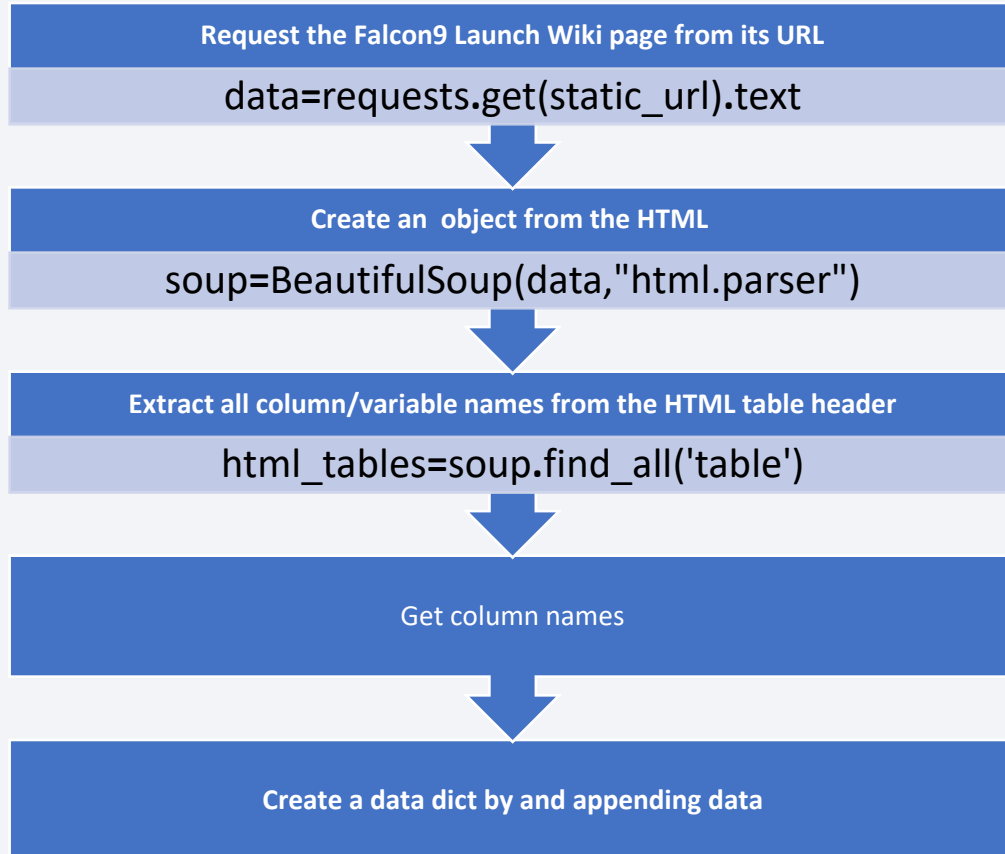 Request the Falcon9 Launch Wiki page from its URL
data=requests.get(static_url).text
Create an  object from the HTML
soup=BeautifulSoup(data,"html.parser")
Extract all column/variable names from the HTML table header
html_tables=soup.find_all('table')
Get column names
Create a data dict by and appending data